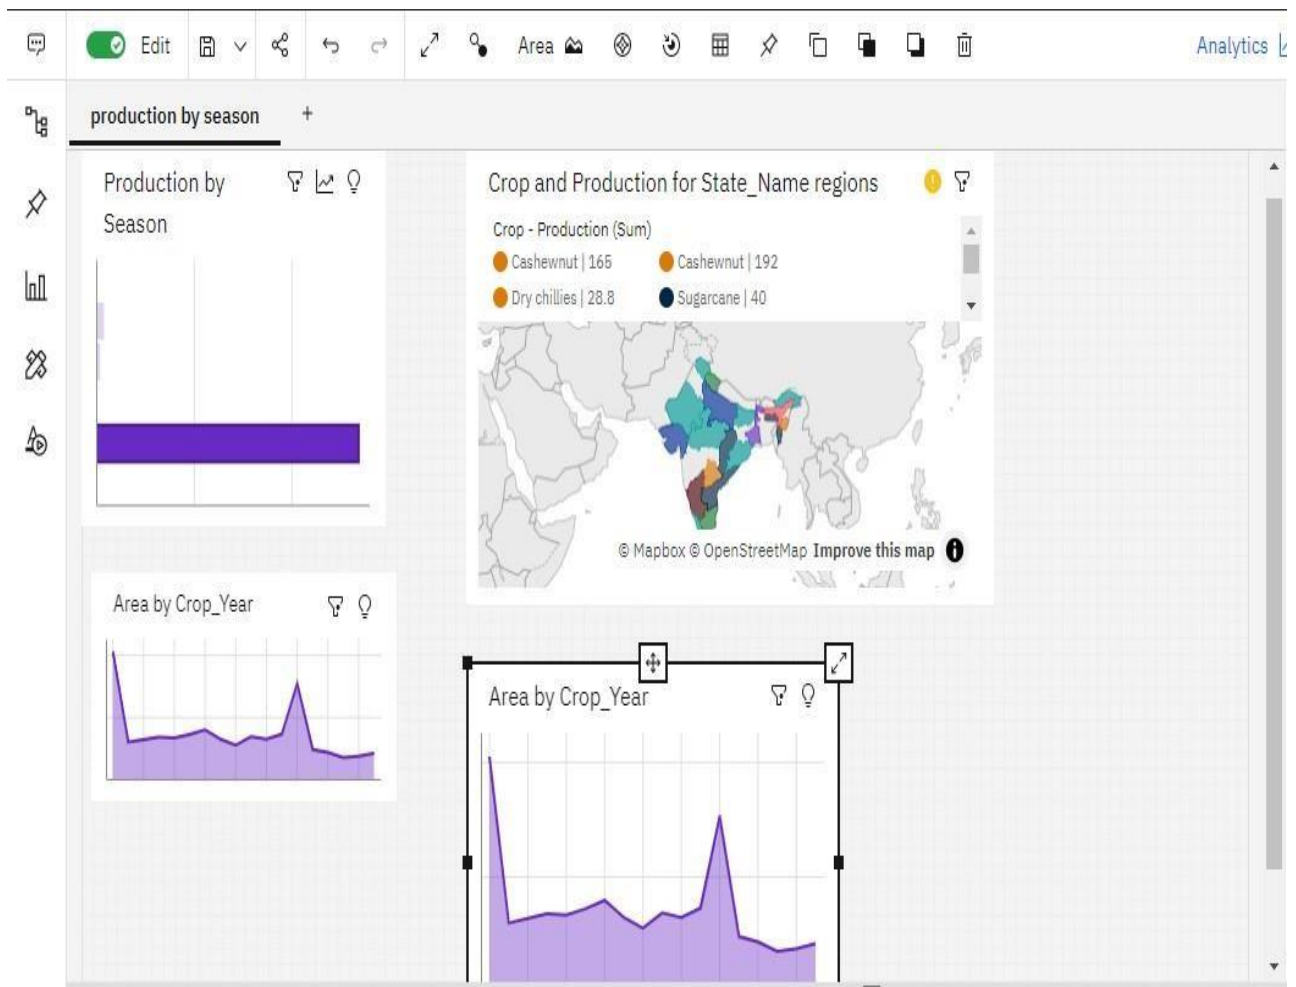 Edit
Area
Analytics
production by season +
Production by
Season
Crop and Production for State_Name regions
Crop - Production (Sum)
Cashewnut | 165
Cashewnut | 192
Dry chillies | 28.8
Sugarcane | 40
© Mapbox © OpenStreetMap Improve this map
Area by Crop_Year
Area by Crop_Year